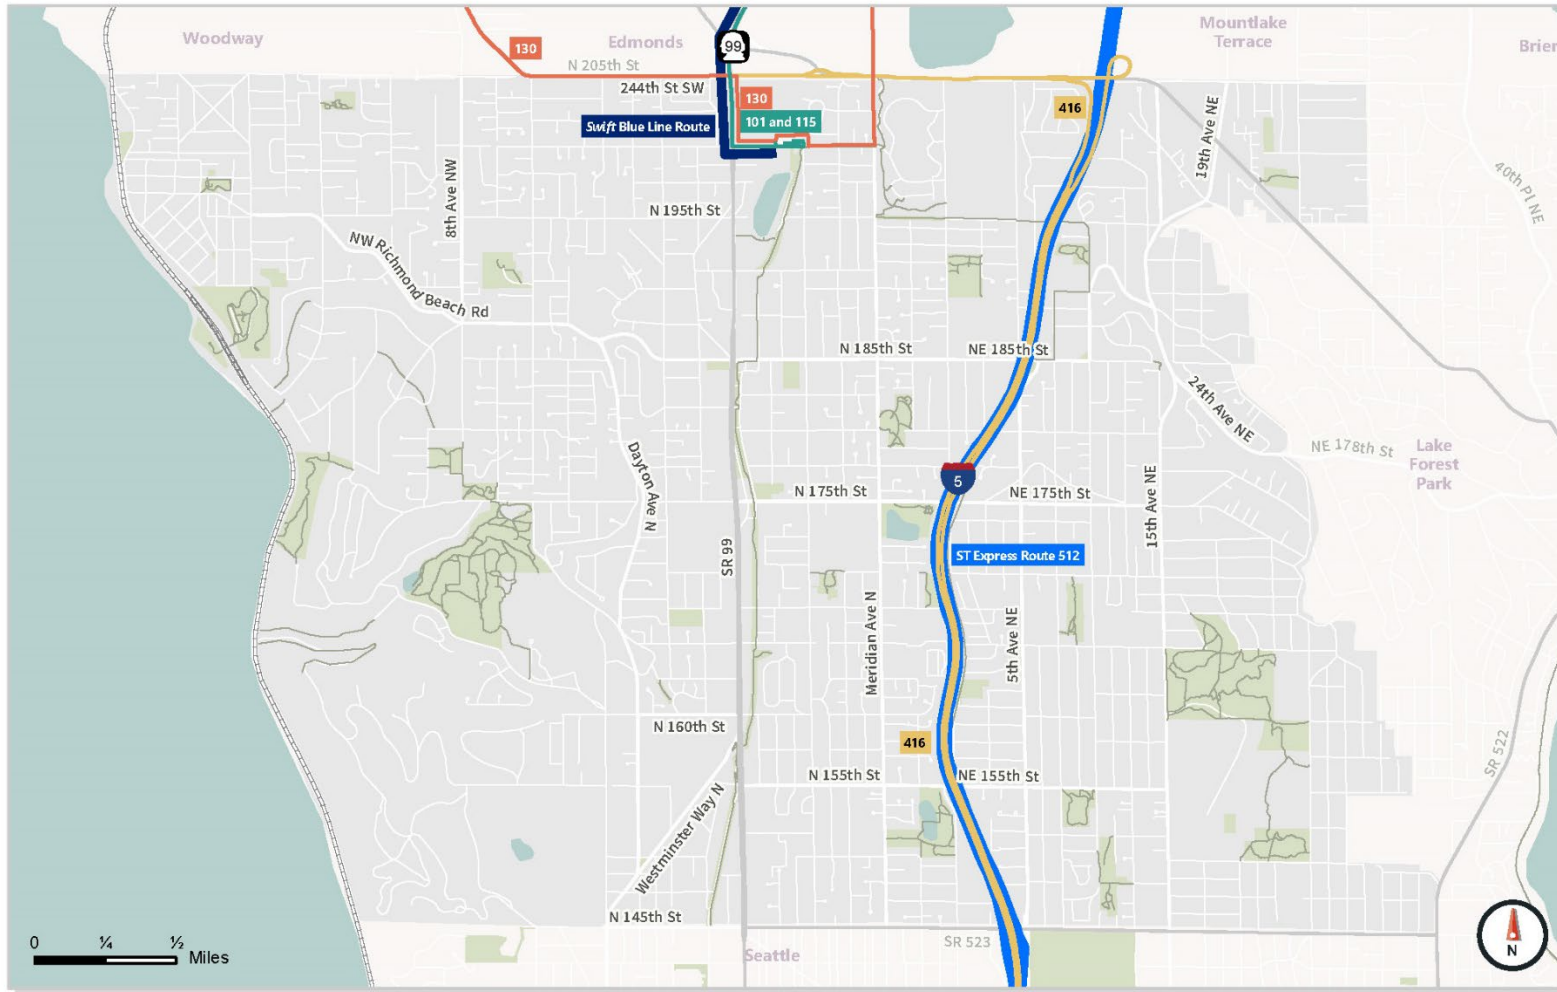 Woodway
Edmonds
Mountlake
Terrace
Brier
99
130
N 205th St
244th St SW
130
416
Swift Blue Line Route
101 and 115
19th Ave NE
40th Pl NE
8th Ave NW
N 195th St
NW Richmond Beach Rd
N 185th St
NE 185th St
24th Ave NE
NE 178th St
Lake
Forest
Park
Dayton Ave N
N 175th St
5
NE 175th St
15th Ave NE
SR 99
ST Express Route 512
Meridian Ave N
5th Ave NE
N 160th St
416
SR 522
N 155th St
NE 155th St
Westminster Way N
N 145th St
SR 523
Seattle
0 ¼ ½
Miles
N